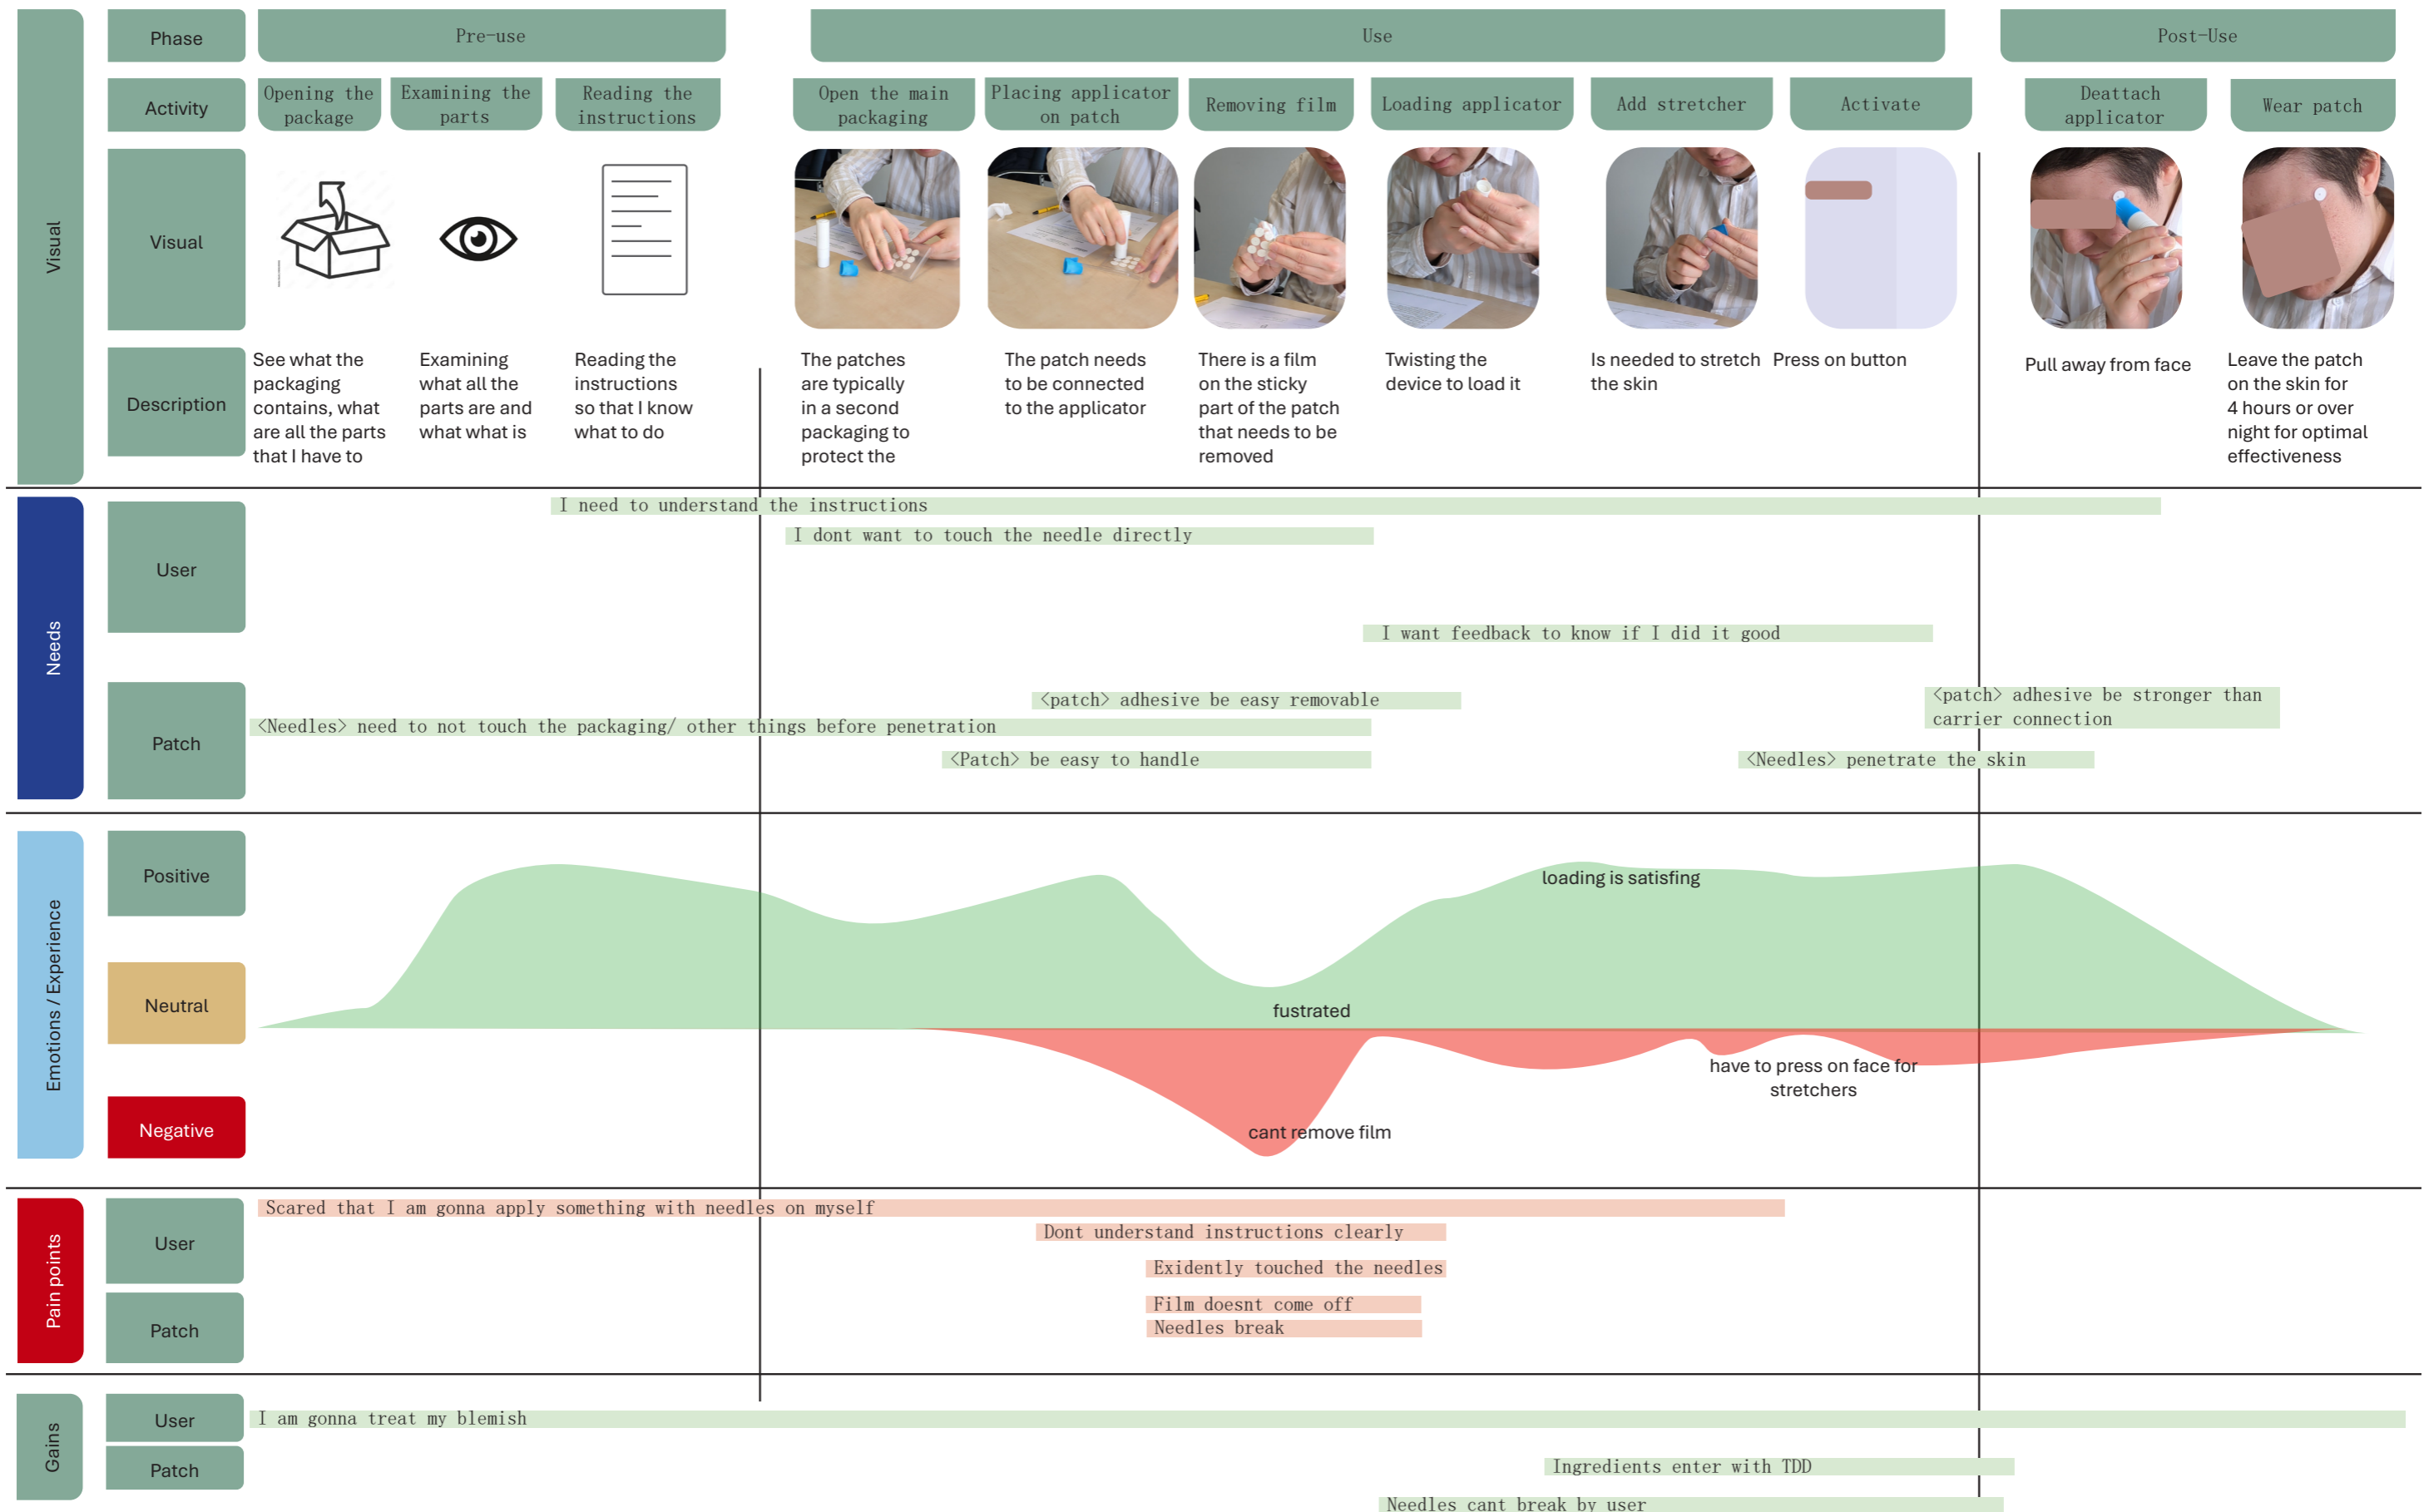 Visual
Phase
Pre-use
Use
Post-Use
Activity
Opening the
package
Examining the
parts
Reading the
instructions
Open the main
packaging
Placing applicator
on patch
Removing film
Loading applicator
Add stretcher
Activate
Deattach
applicator
Wear patch
Visual
Description
See what the
packaging
contains, what
are all the parts
that I have to
Examining
what all the
parts are and
what what is
Reading the
instructions
so that I know
what to do
The patches
are typically
in a second
packaging to
protect the
The patch needs
to be connected
to the applicator
There is a film
on the sticky
part of the patch
that needs to be
removed
Twisting the
device to load it
Is needed to stretch
the skin
Press on button
Pull away from face
Leave the patch
on the skin for
4 hours or over
night for optimal
effectiveness
Needs
User
I need to understand the instructions
I dont want to touch the needle directly
I want feedback to know if I did it good
Patch
<patch> adhesive be easy removable
<patch> adhesive be stronger than
carrier connection
<Needles> need to not touch the packaging/ other things before penetration
<Patch> be easy to handle
<Needles> penetrate the skin
Emotions / Experience
Positive
loading is satisfing
Neutral
fustrated
have to press on face for
stretchers
Negative
cant remove film
Pain points
User
Scared that I am gonna apply something with needles on myself
Dont understand instructions clearly
Exidently touched the needles
Patch
Film doesnt come off
Needles break
Gains
User
I am gonna treat my blemish
Patch
Ingredients enter with TDD
Needles cant break by user